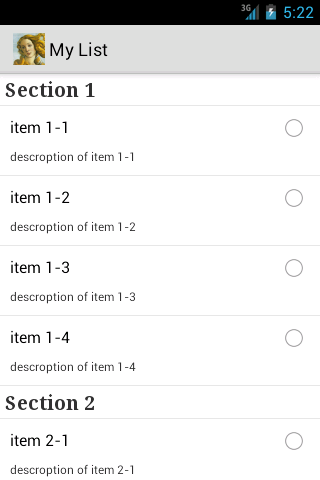 3G 5:22
My List
Section 1
item 1-1
descroption of item 1-1
item 1-2
descroption of item 1-2
item 1-3
descroption of item 1-3
item 1-4
descroption of item 1-4
Section 2
item 2-1
descroption of item 2-1